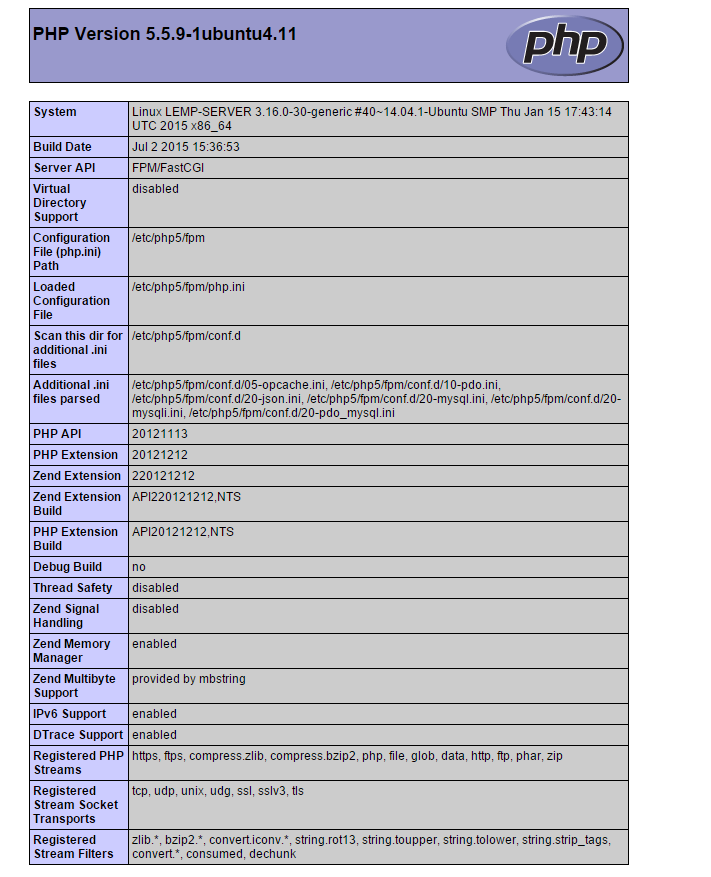 PHP Version 5.5.9-1ubuntu4.11
php
System
Linux LEMP-SERVER 3.16.0-30-generic #40~14.04.1-Ubuntu SMP Thu Jan 15 17:43:14
UTC 2015 x86_64
Build Date
Jul 2 2015 15:36:53
Server API
FPM/FastCGI
Virtual
Directory
Support
disabled
Configuration
File (php.ini)
Path
/etc/php5/fpm
Loaded
Configuration
File
/etc/php5/fpm/php.ini
Scan this dir for
additional .ini
files
/etc/php5/fpm/conf.d
Additional .ini
files parsed
/etc/php5/fpm/conf.d/05-opcache.ini, /etc/php5/fpm/conf.d/10-pdo.ini,
/etc/php5/fpm/conf.d/20-json.ini, /etc/php5/fpm/conf.d/20-mysql.ini, /etc/php5/fpm/conf.d/20-
mysqli.ini, /etc/php5/fpm/conf.d/20-pdo_mysql.ini
PHP API
20121113
PHP Extension
20121212
Zend Extension
220121212
Zend Extension
Build
API220121212,NTS
PHP Extension
Build
API20121212,NTS
Debug Build
no
Thread Safety
disabled
Zend Signal
Handling
disabled
Zend Memory
Manager
enabled
Zend Multibyte
Support
provided by mbstring
IPv6 Support
enabled
DTrace Support
enabled
Registered PHP
Streams
https, ftps, compress.zlib, compress.bzip2, php, file, glob, data, http, ftp, phar, zip
Registered
Stream Socket
Transports
tcp, udp, unix, udg, ssl, sslv3, tls
Registered
Stream Filters
zlib.*, bzip2.*, convert.iconv.*, string.rot13, string.toupper, string.tolower, string.strip_tags,
convert.*, consumed, dechunk